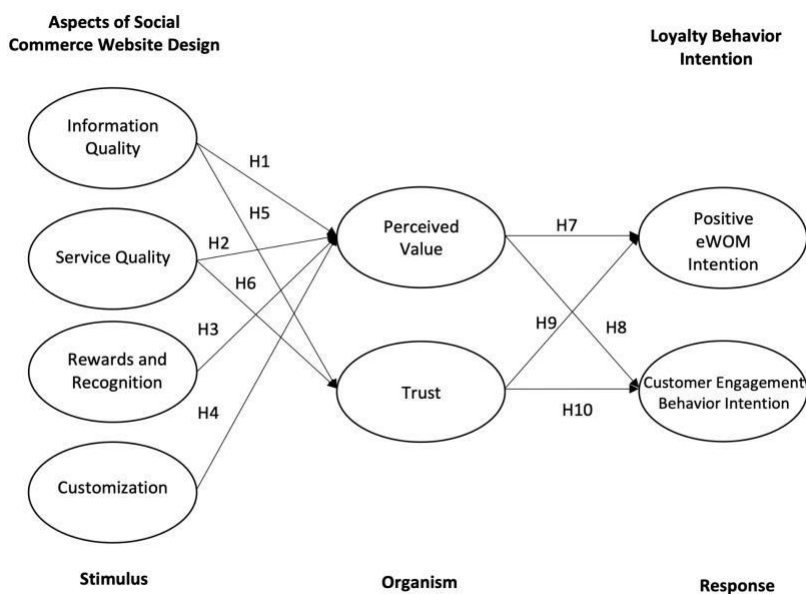 Aspects of Social
Commerce Website Design
Loyalty Behavior
Intention
Information
Quality
H1
H5
Service Quality
H2
H6
Perceived
Value
H7
Positive
eWOM
Intention
Rewards and
Recognition
H3
H9
H8
H4
Trust
H10
Customer Engagement
Behavior Intention
Customization
Stimulus
Organism
Response